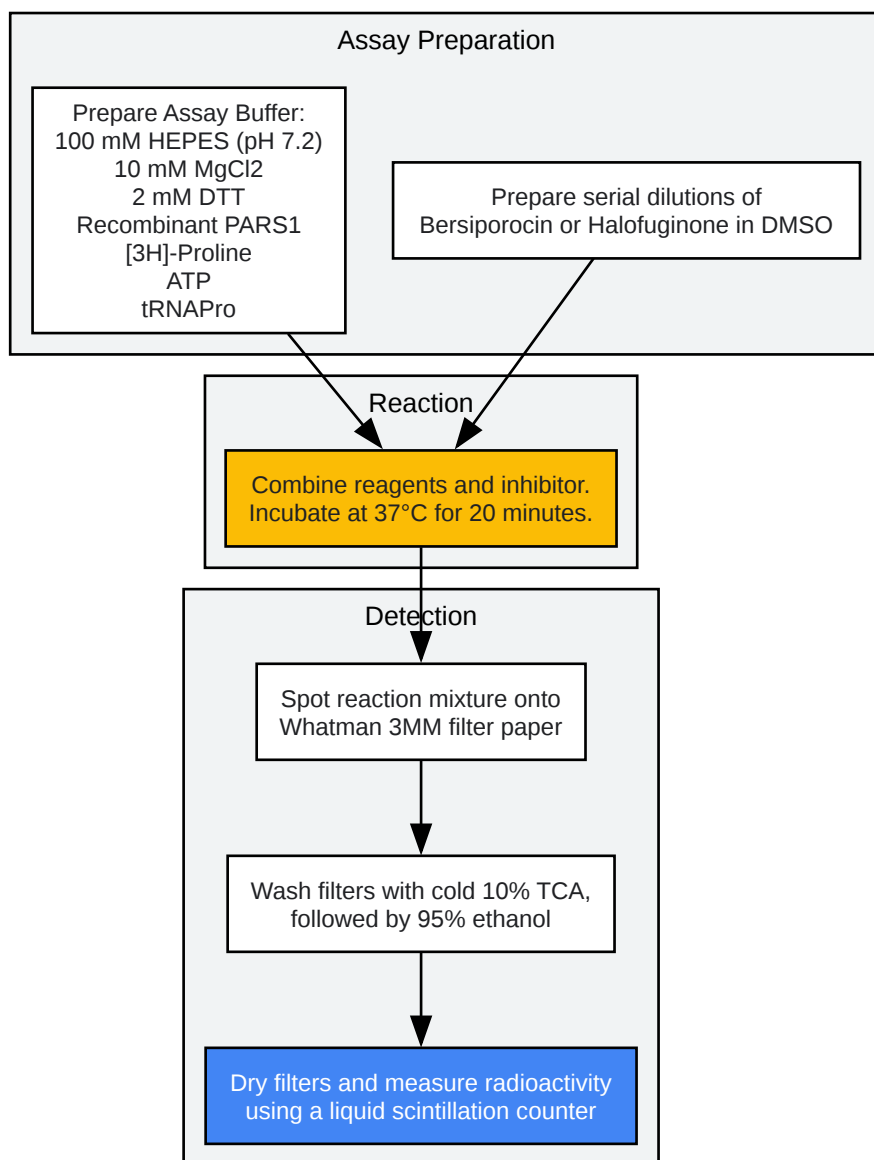 Assay Preparation
Prepare Assay Buffer:
100 mM HEPES (pH 7.2)
10 mM MgCl2
2 mM DTT
Recombinant PARS1
[3H]-Proline
ATP
tRNAPro
Prepare serial dilutions of
Bersiporocin or Halofuginone in DMSO
Reaction
Combine reagents and inhibitor.
Incubate at 37°C for 20 minutes.
Detection
Spot reaction mixture onto
Whatman 3MM filter paper
Wash filters with cold 10% TCA,
followed by 95% ethanol
Dry filters and measure radioactivity
using a liquid scintillation counter